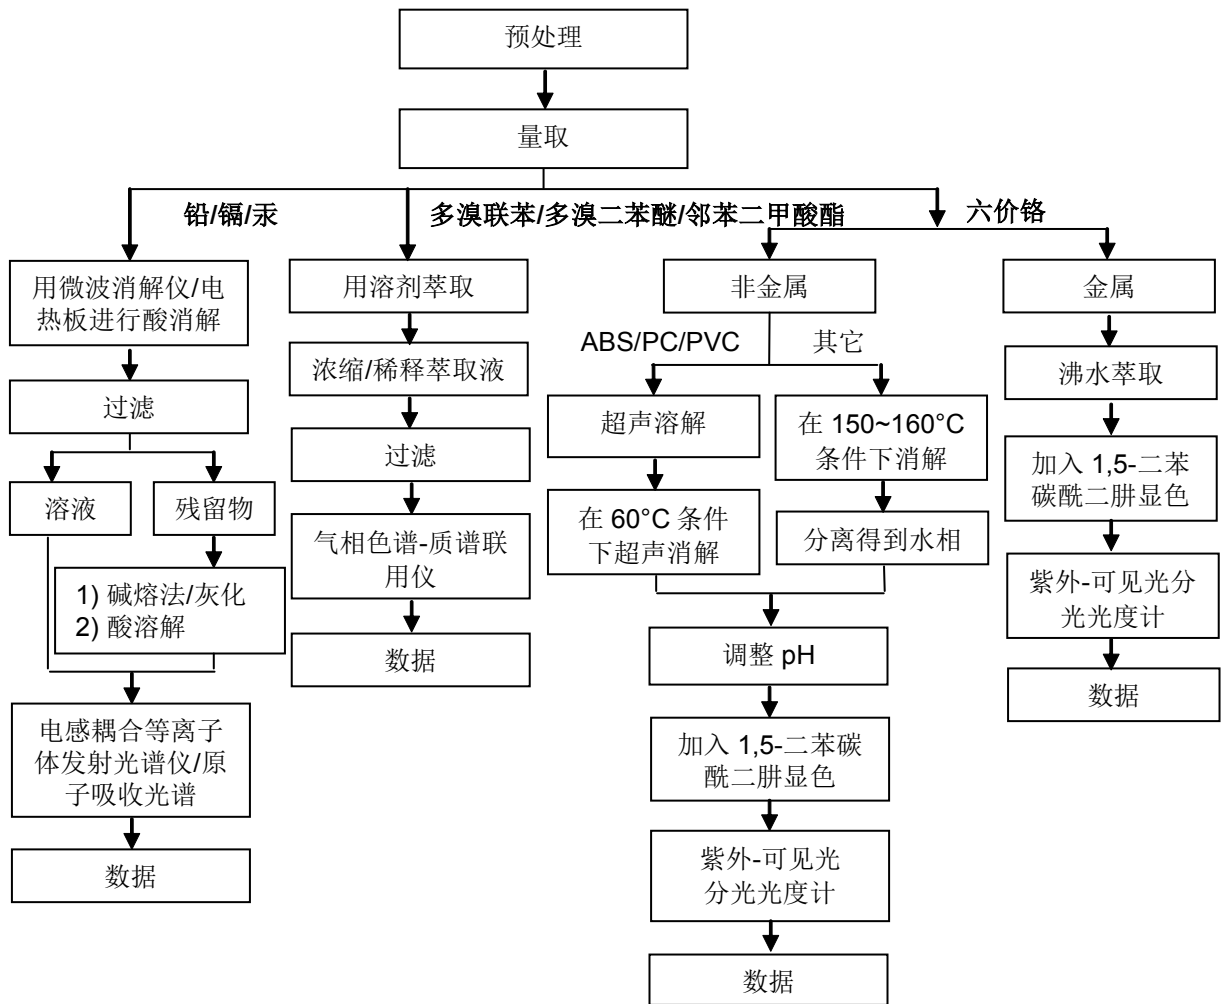 预处理
量取
铅/镉/汞
多溴联苯/多溴二苯醚/邻苯二甲酸酯
六价铬
用微波消解仪/电
热板进行酸消解
过滤
溶液
残留物
1) 碱熔法/灰化
2) 酸溶解
电感耦合等离子
体发射光谱仪/原
子吸收光谱
数据
用溶剂萃取
浓缩/稀释萃取液
过滤
气相色谱-质谱联
用仪
数据
非金属
ABS/PC/PVC
其它
超声溶解
在 60°C 条件
下超声消解
在 150~160°C
条件下消解
分离得到水相
调整 pH
加入 1,5-二苯碳
酰二肼显色
紫外-可见光
分光光度计
数据
金属
沸水萃取
加入 1,5-二苯
碳酰二肼显色
紫外-可见光分
光光度计
数据